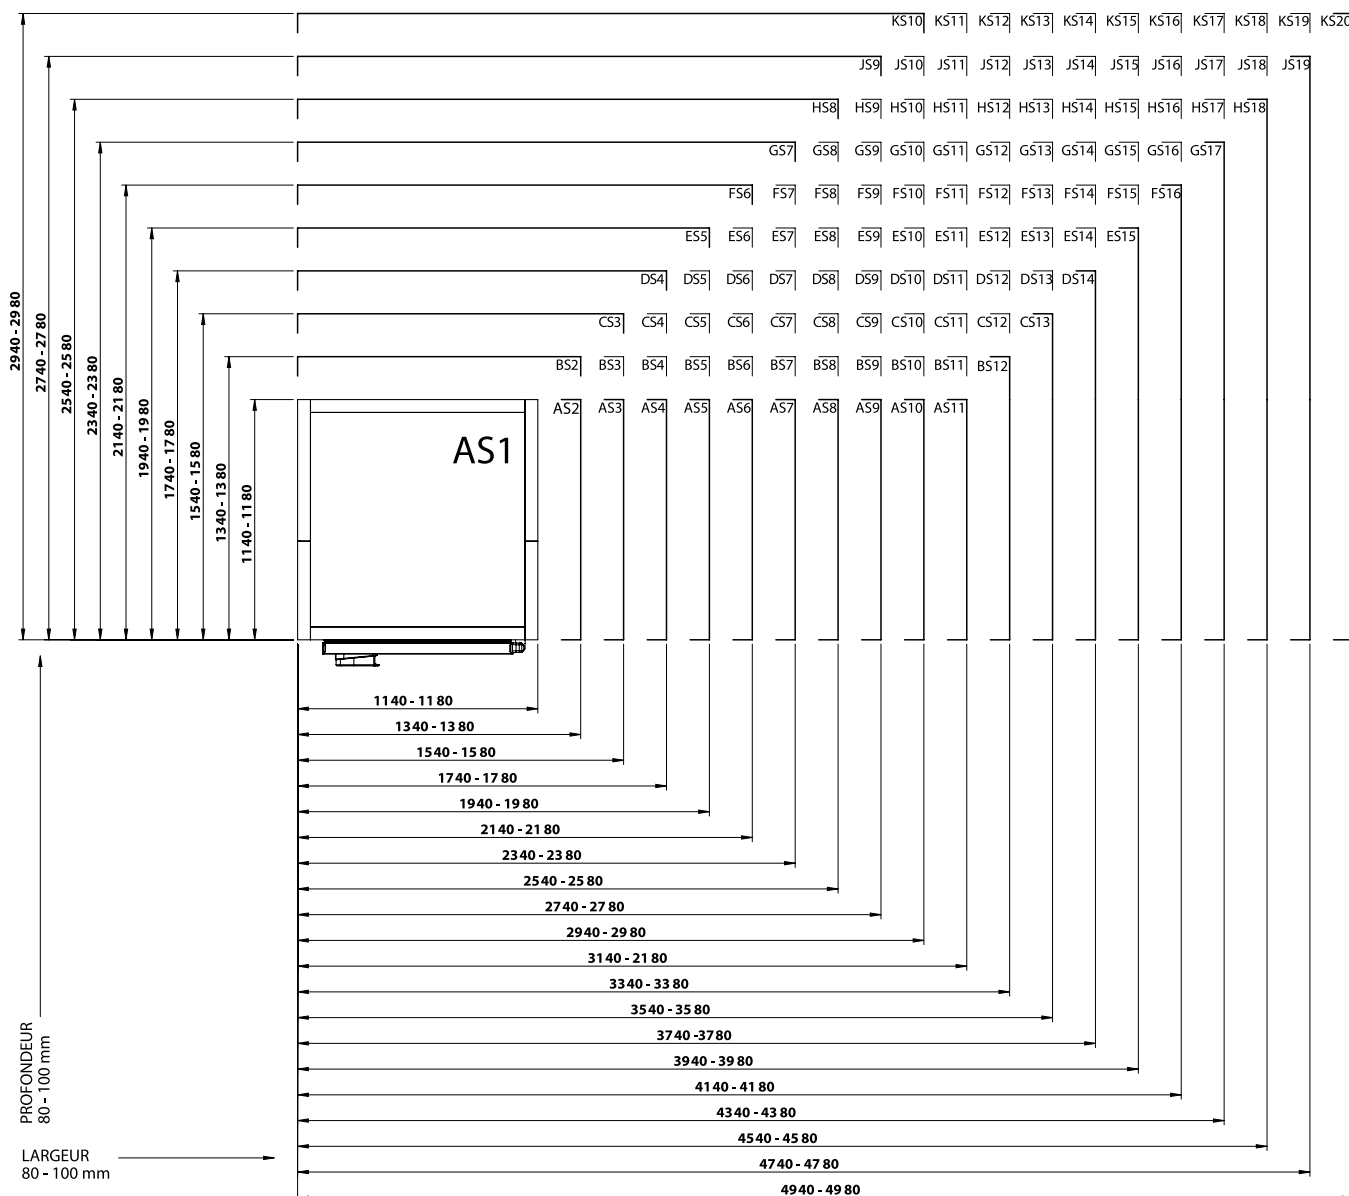 KS10 KS11 KS12 KS13 KS14 KS15 KS16 KS17 KS18 KS19 KS20
JS9 JS10 JS11 JS12 JS13 JS14 JS15 JS16 JS17 JS18 JS19
HS8 HS9 HS10 HS11 HS12 HS13 HS14 HS15 HS16 HS17 HS18
GS7 GS8 GS9 GS10 GS11 GS12 GS13 GS14 GS15 GS16 GS17
FS6 FS7 FS8 FS9 FS10 FS11 FS12 FS13 FS14 FS15 FS16
ES5 ES6 ES7 ES8 ES9 ES10 ES11 ES12 ES13 ES14 ES15
DS4 DS5 DS6 DS7 DS8 DS9 DS10 DS11 DS12 DS13 DS14
CS3 CS4 CS5 CS6 CS7 CS8 CS9 CS10 CS11 CS12 CS13
BS2 BS3 BS4 BS5 BS6 BS7 BS8 BS9 BS10 BS11 BS12
AS2 AS3 AS4 AS5 AS6 AS7 AS8 AS9 AS10 AS11
AS1
2940 - 2980
2740 - 2780
2540 - 2580
2340 - 2380
2140 - 2180
1940 - 1980
1740 - 1780
1540 - 1580
1340 - 1380
1140 - 1180
1140 - 1180
1340 - 1380
1540 - 1580
1740 - 1780
1940 - 1980
2140 - 2180
2340 - 2380
2540 - 2580
2740 - 2780
2940 - 2980
3140 - 2180
3340 - 3380
3540 - 3580
3740 -3780
3940 - 3980
4140 - 4180
4340 - 4380
4540 - 4580
4740 - 4780
4940 - 4980
PROFONDEUR
80 - 100 mm
LARGEUR
80 - 100 mm